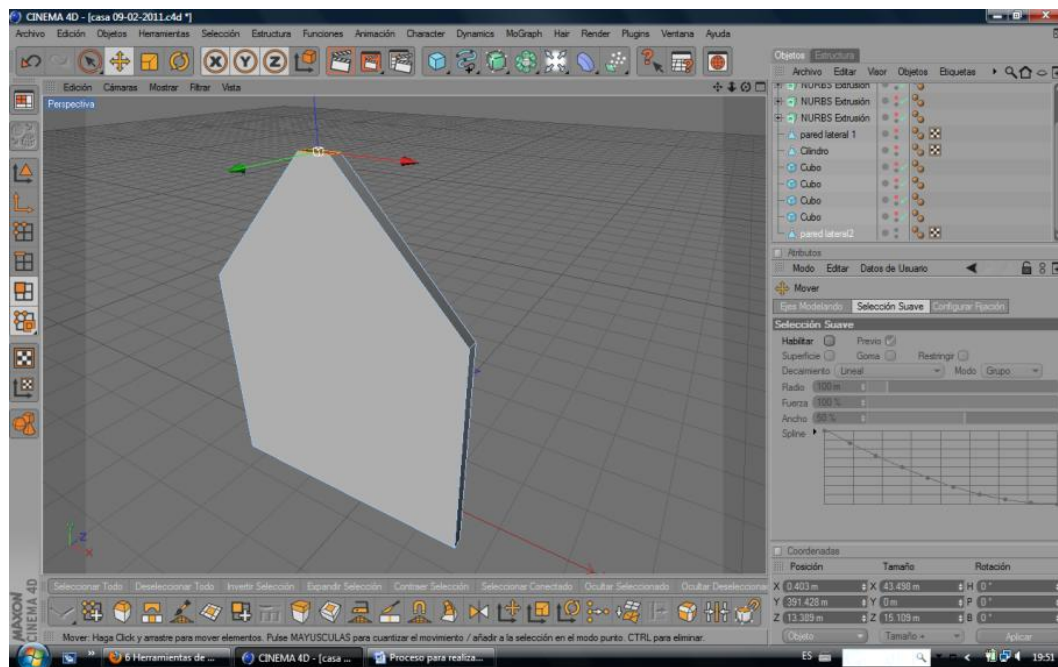 CINEMA 4D - [casa 09-02-2011.c4d *]
Archivo Edición Objetos Herramientas Selección Estructura Funciones Animación Character Dynamics MoGraph Hair Render Plugins Ventana Ayuda
Objetos Estructura
Archivo Editar Visor Objetos Etiquetas
Edición Cámaras Mostrar Filtrar Vista
Perspectiva
NURBS Extrusión
NURBS Extrusión
NURBS Extrusión
pared lateral 1
Cilindro
Cubo
Cubo
Cubo
Cubo
pared lateral2
Atributos
Modo Editar Datos de Usuario
Mover
Ejes Modelando Selección Suave Configurar Fijación
Selección Suave
Habilitar Previo
Superficie Goma Restringir
Decaimiento Lineal Modo Grupo
Radio 100 m
Fuerza 100 %
Ancho 50 %
Spline
Y Z X
Coordenadas
Posición Tamaño Rotación
X 0.403 m X 43.498 m H 0 °
Y 391.428 m Y 0 m P 0 °
Z 13.389 m Z 15.109 m B 0 °
Objeto Tamaño + Aplicar
Seleccionar Todo Deseleccionar Todo Invertir Selección Expandir Selección Contraer Selección Seleccionar Conectado Ocultar Seleccionado Ocultar Deselecciona
MAXON CINEMA 4D
Mover: Haga Click y arrastre para mover elementos. Pulse MAYUSCULAS para cuantizar el movimiento / añadir a la selección en el modo punto. CTRL para eliminar.
6 Herramientas de ... CINEMA 4D - [casa ... Proceso para realiza... ES 19:51